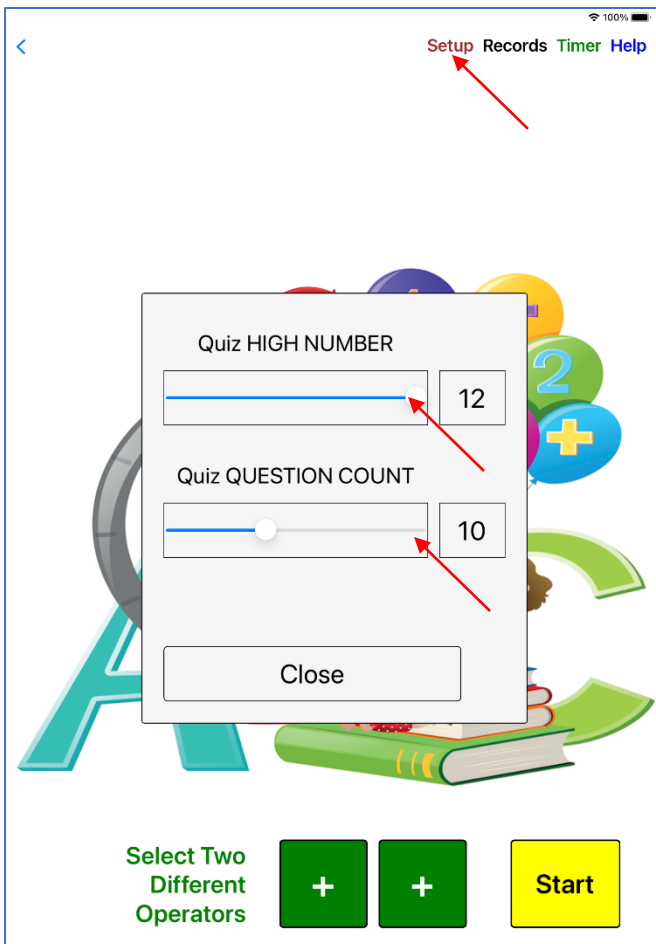 100%
Setup Records Timer Help
Quiz HIGH NUMBER
12
2
+
Quiz QUESTION COUNT
10
Close
Select Two
Different
Operators
+ +
Start